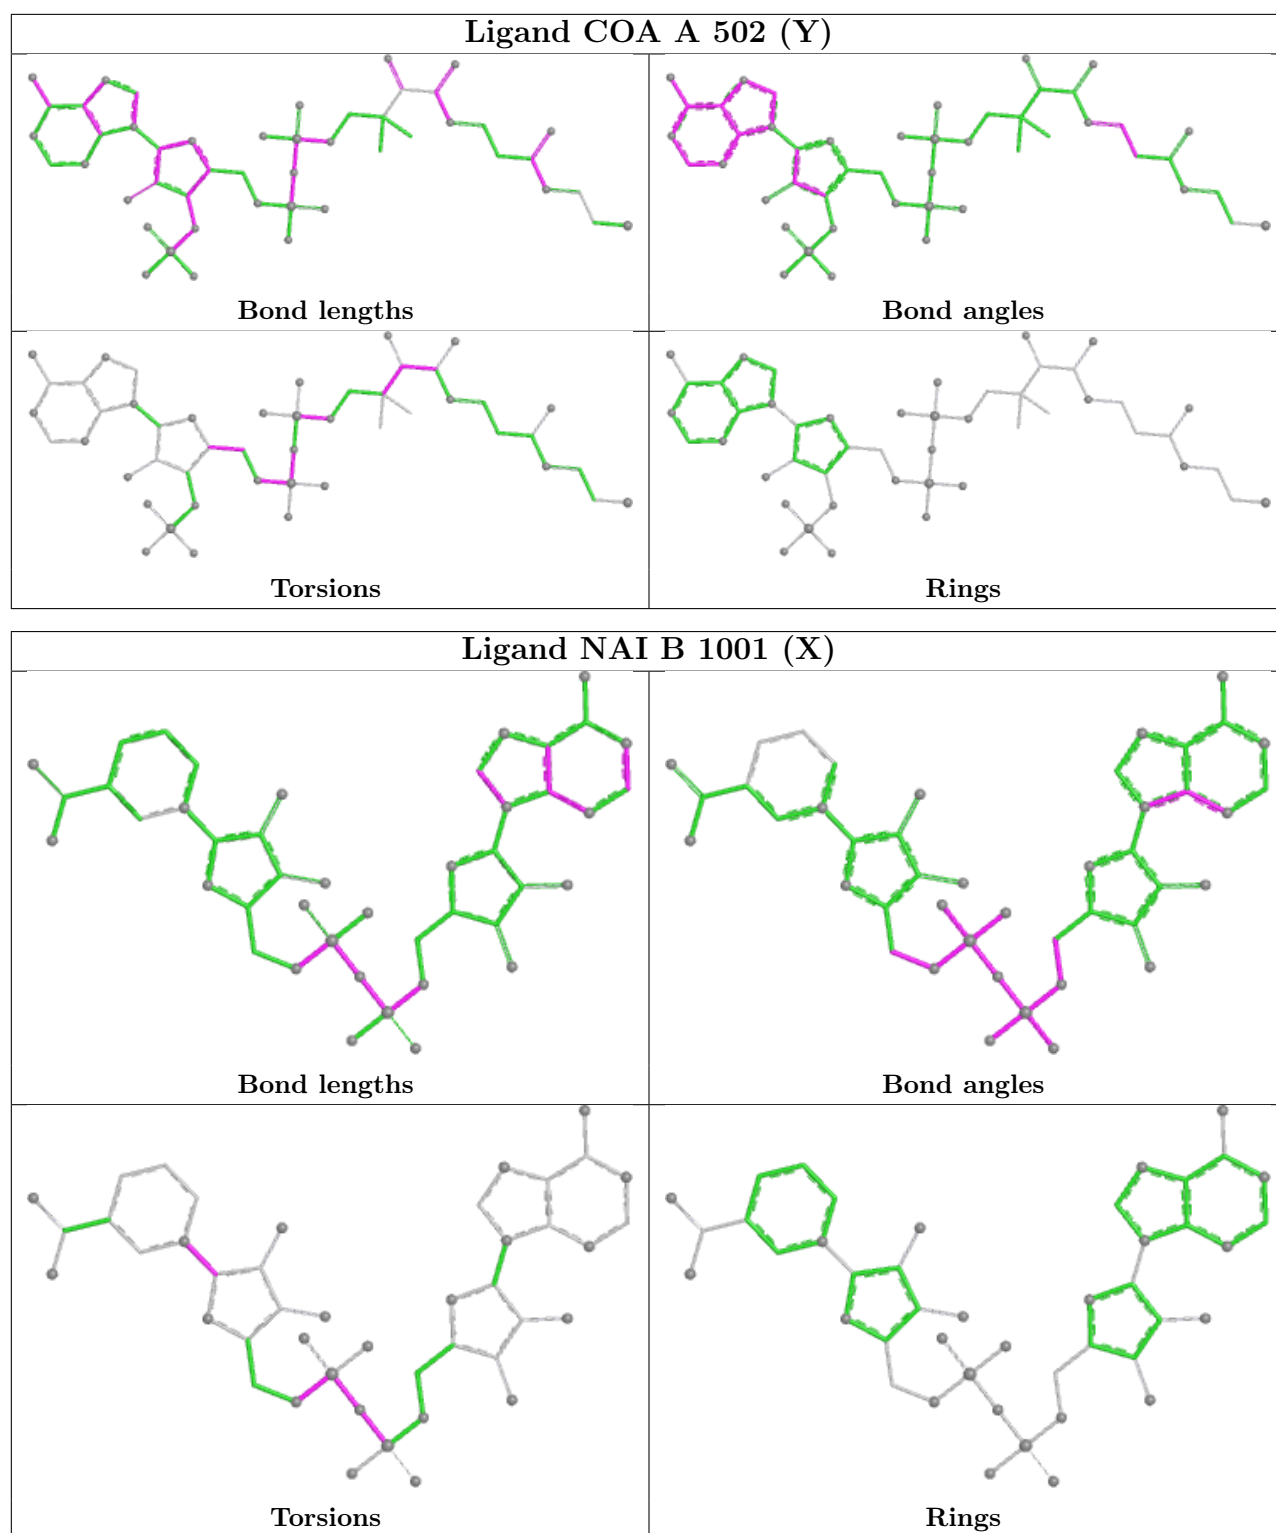 Ligand COA A 502 (Y)
Bond lengths
Bond angles
Torsions
Rings
Ligand NAI B 1001 (X)
Bond lengths
Bond angles
Torsions
Rings